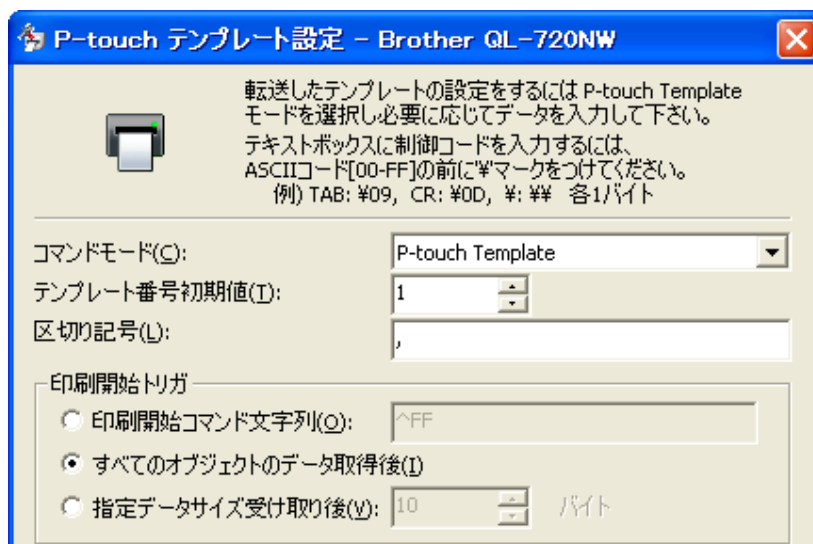 P-touch テンプレート設定 - Brother QL-720NW
転送したテンプレートの設定をするには P-touch Template
モードを選択し必要に応じてデータを入力して下さい。
テキストボックスに制御コードを入力するには、
ASCIIコード[00-FF]の前に'¥'マークをつけてください。
例) TAB: ¥09, CR: ¥0D, ¥: ¥¥ 各1バイト
コマンドモード(C): P-touch Template
テンプレート番号初期値(T): 1
区切り記号(L): ,
印刷開始トリガ
印刷開始コマンド文字列(O): ^FF
すべてのオブジェクトのデータ取得後(I)
指定データサイズ受け取り後(V): 10 バイト